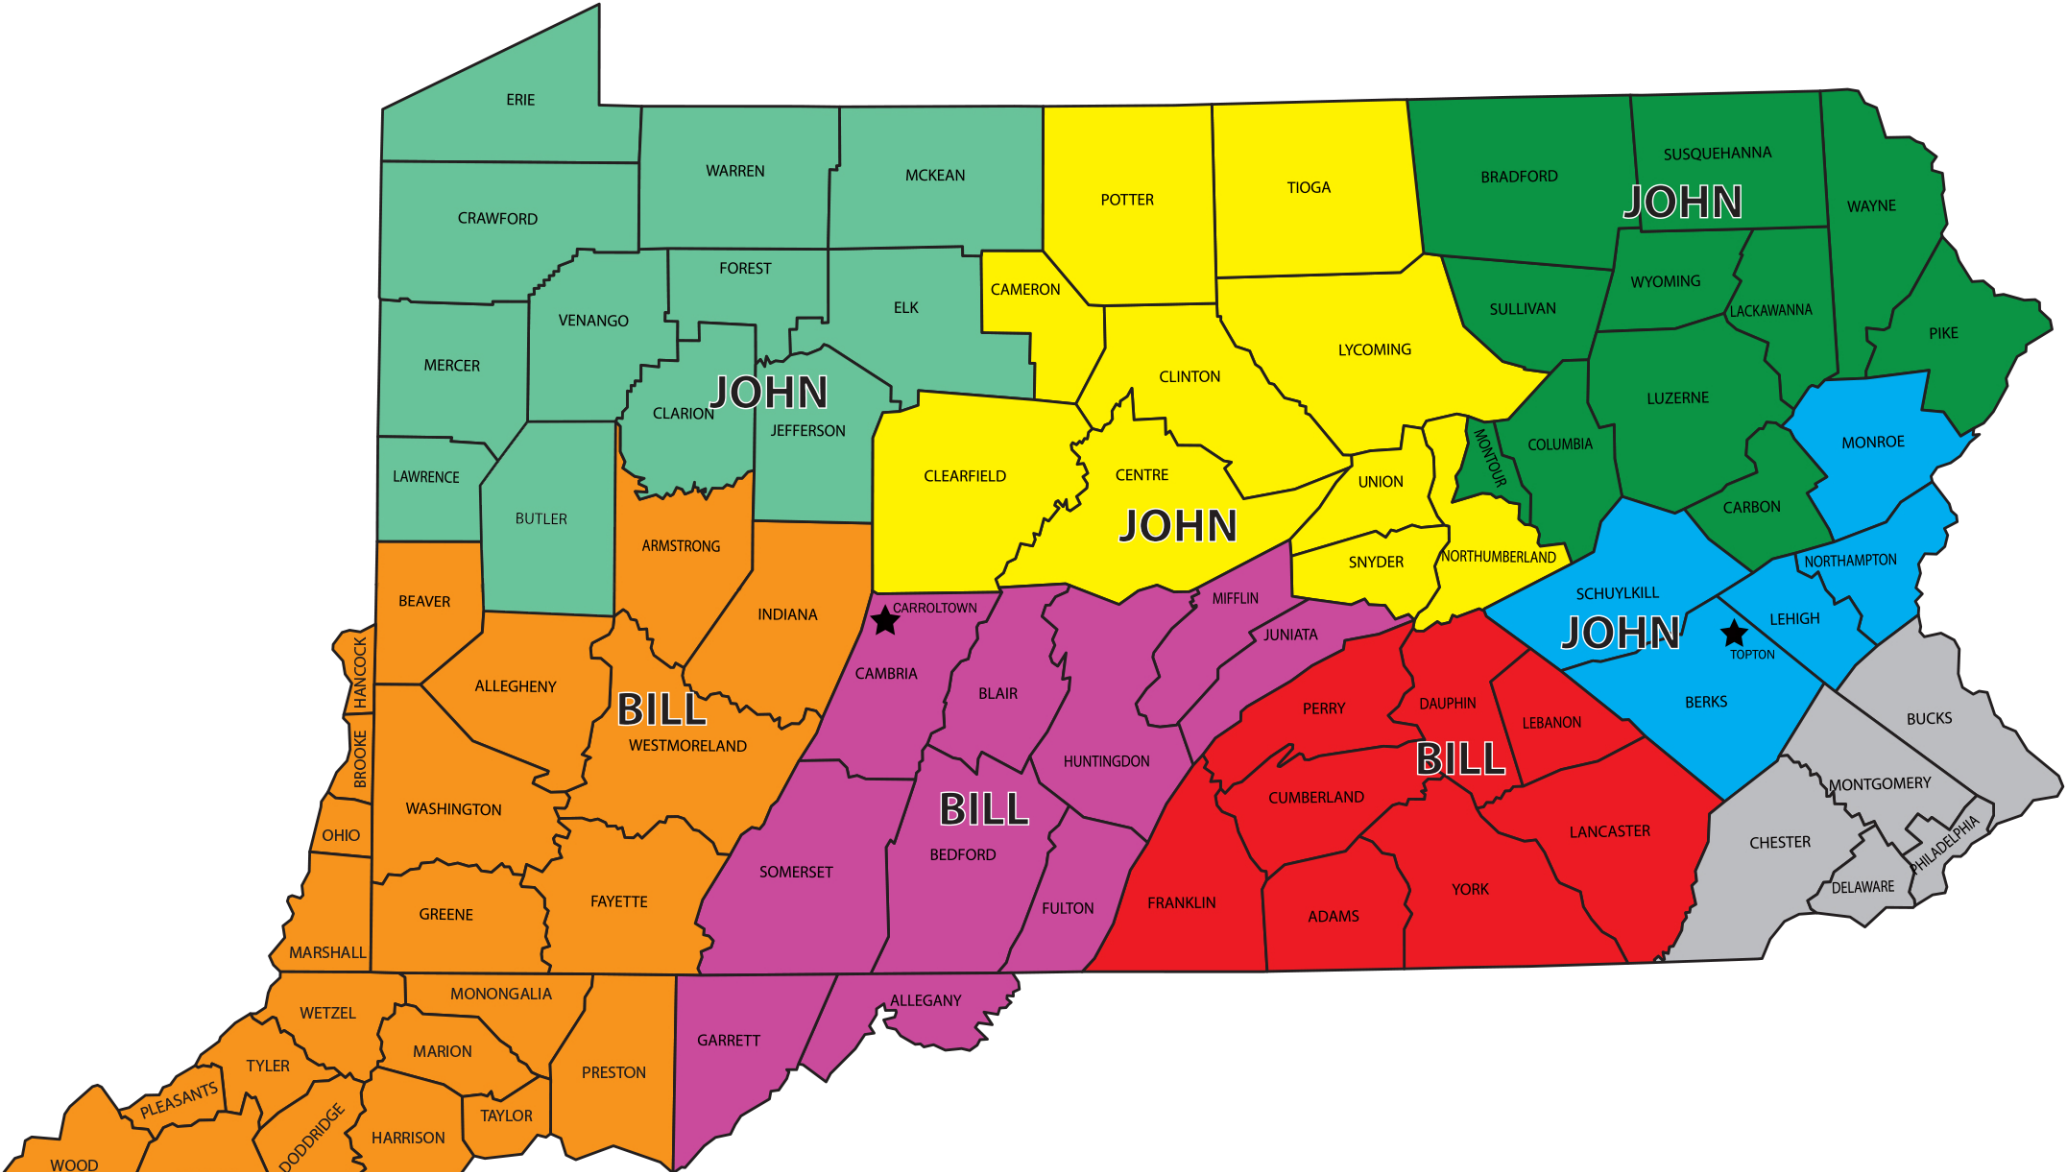 ERIE
WARREN
MCKEAN
POTTER
TIOGA
BRADFORD
SUSQUEHANNA
JOHN
WAYNE
CRAWFORD
FOREST
ELK
CAMERON
SULLIVAN
WYOMING
LACKAWANNA
PIKE
VENANGO
MERCER
CLARION
JOHN
JEFFERSON
CLINTON
LYCOMING
LUZERNE
COLUMBIA
MONTOUR
MONROE
LAWRENCE
BUTLER
ARMSTRONG
CLEARFIELD
CENTRE
JOHN
UNION
SNYDER
NORTHUMBERLAND
CARBON
NORTHAMPTON
SCHUYLKILL
JOHN
LEHIGH
TOPTON
BERKS
BEAVER
INDIANA
CARROLTOWN
CAMBRIA
MIFFLIN
JUNIATA
HANCOCK
ALLEGHENY
BILL
WESTMORELAND
BLAIR
HUNTINGDON
PERRY
DAUPHIN
LEBANON
BILL
BUCKS
BROOKE
WASHINGTON
BILL
CUMBERLAND
MONTGOMERY
OHIO
SOMERSET
BEDFORD
LANCASTER
CHESTER
PHILADELPHIA
DELAWARE
GREENE
FAYETTE
FULTON
FRANKLIN
ADAMS
YORK
MARSHALL
WETZEL
MONONGALIA
ALLEGANY
GARRETT
TYLER
MARION
PRESTON
PLEASANTS
DODDRIDGE
HARRISON
TAYLOR
WOOD